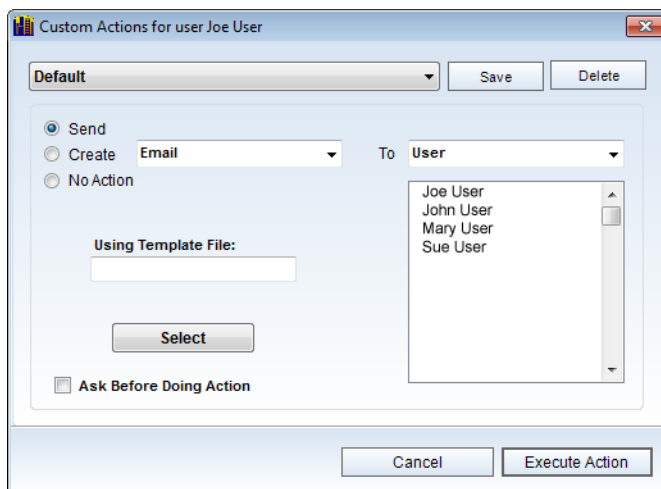 Custom Actions for user Joe User
Default
Save
Delete
Send
Create
Email
To
User
No Action
Joe User
John User
Mary User
Sue User
Using Template File:
Select
Ask Before Doing Action
Cancel
Execute Action